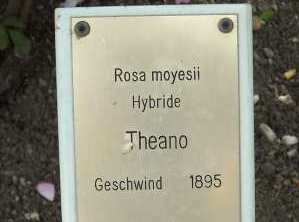 Rosa moyesii
Hybride
Theano
Geschwind 1895